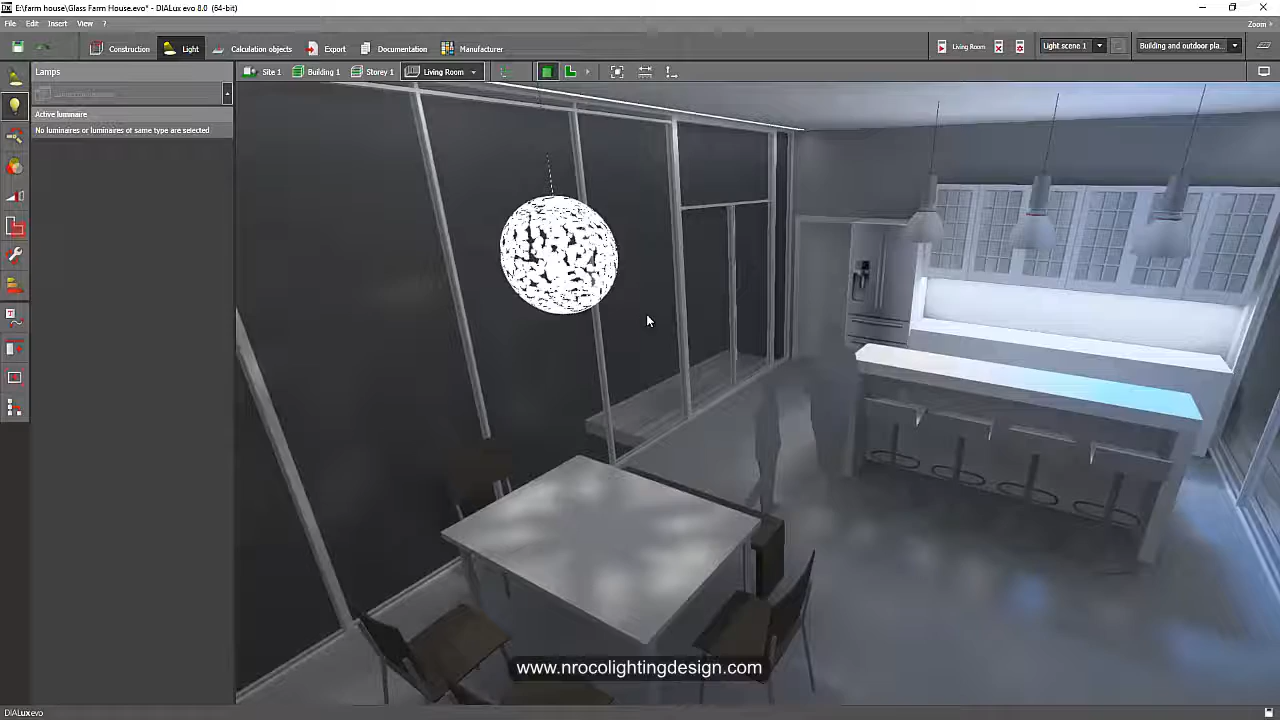 E:\farm house\Glass Farm House.evo* - DIALux evo 8.0 (64-bit)
File Edit Insert View ?
Zoom
Construction Light Calculation objects Export Documentation Manufacturer
Living Room Light scene 1 Building and outdoor pla...
Lamps
Site 1 Building 1 Storey 1 Living Room
Active luminaire
No luminaires or luminaires of same type are selected
www.nrocolightingdesign.com
DIALux evo